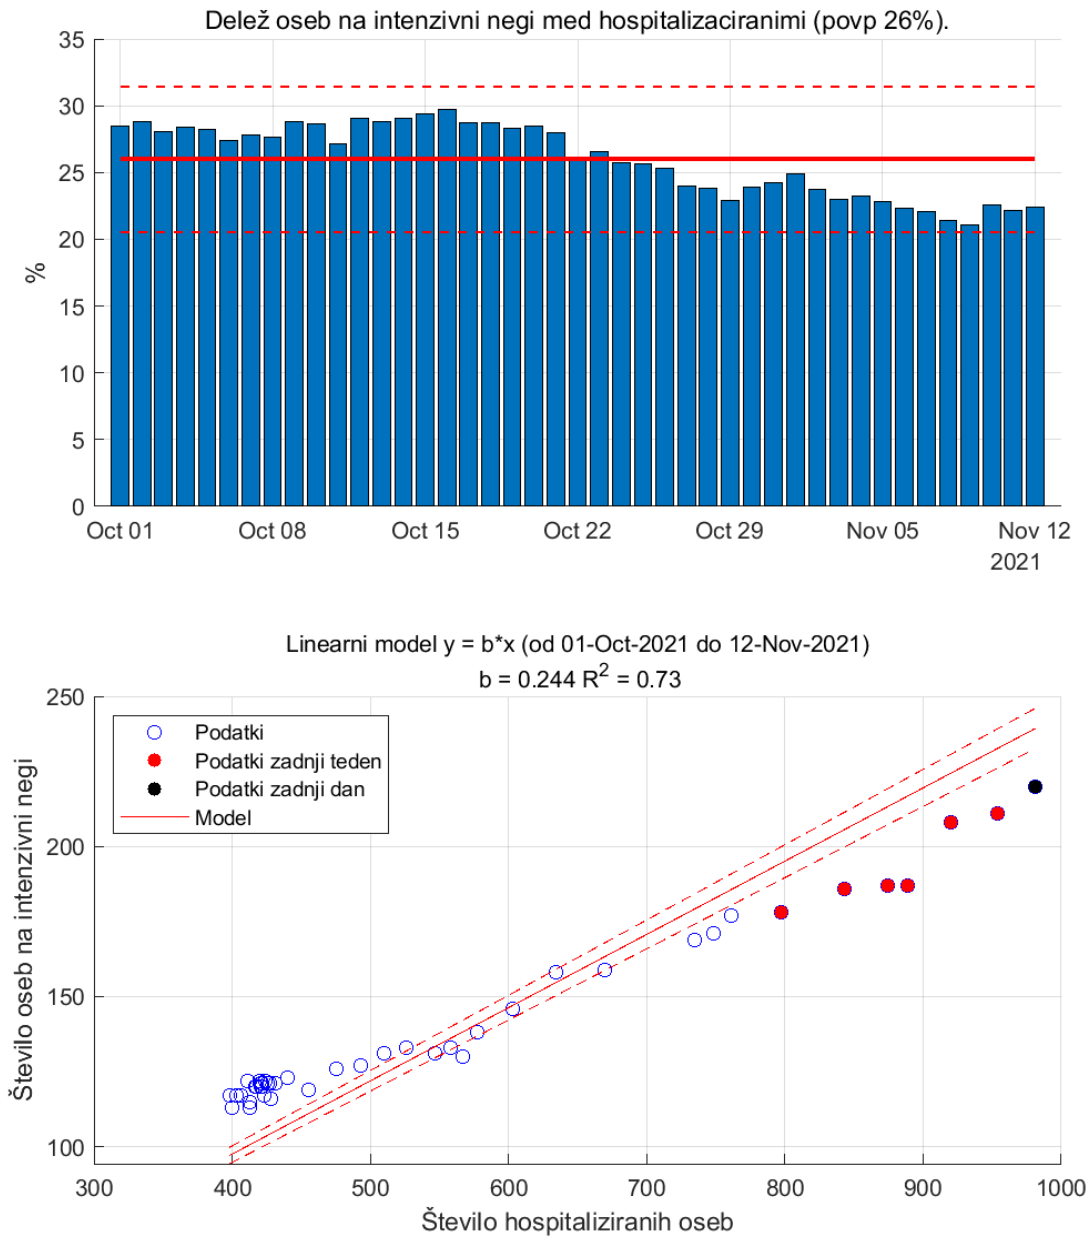 Delež oseb na intenzivni negi med hospitalizaciranimi (povp 26%).
35
30
25
20
15
10
5
0
%
Oct 01 Oct 08 Oct 15 Oct 22 Oct 29 Nov 05 Nov 12
2021
Linearni model y = b*x (od 01-Oct-2021 do 12-Nov-2021)
b = 0.244 R² = 0.73
250
200
150
100
Število oseb na intenzivni negi
Podatki
Podatki zadnji teden
Podatki zadnji dan
Model
300 400 500 600 700 800 900 1000
Število hospitaliziranih oseb